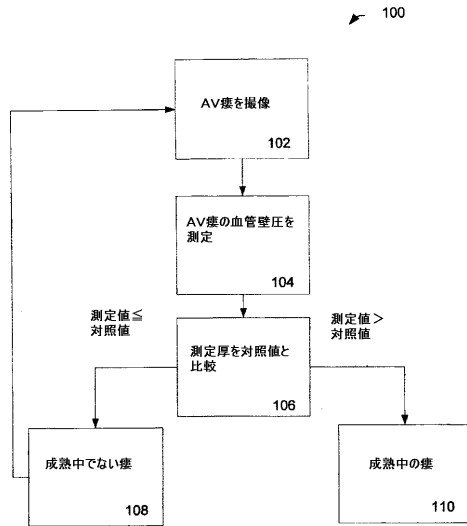 100
AV瘻を撮像
102
AV瘻の血管壁圧を
測定
104
測定値≦
対照値
測定値＞
対照値
測定厚を対照値と
比較
106
成熟中でない瘻
108
成熟中の瘻
110